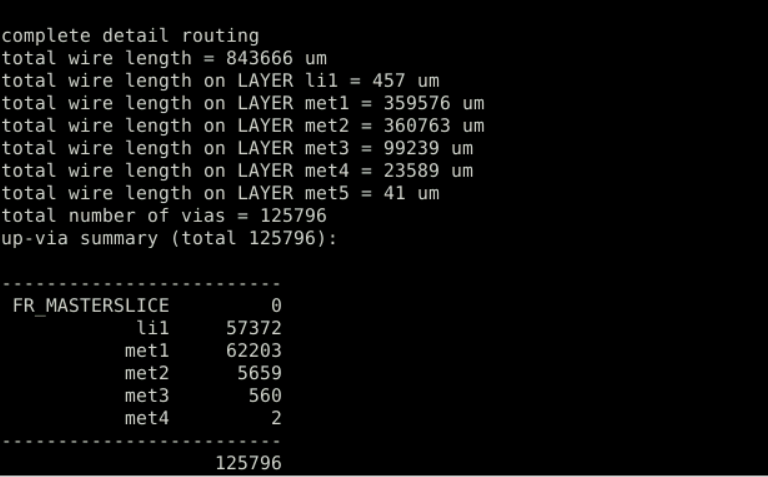 complete detail routing
total wire length = 843666 um
total wire length on LAYER li1 = 457 um
total wire length on LAYER met1 = 359576 um
total wire length on LAYER met2 = 360763 um
total wire length on LAYER met3 = 99239 um
total wire length on LAYER met4 = 23589 um
total wire length on LAYER met5 = 41 um
total number of vias = 125796
up-via summary (total 125796):
-------------------------
FR_MASTERSLICE 0
li1 57372
met1 62203
met2 5659
met3 560
met4 2
-------------------------
125796